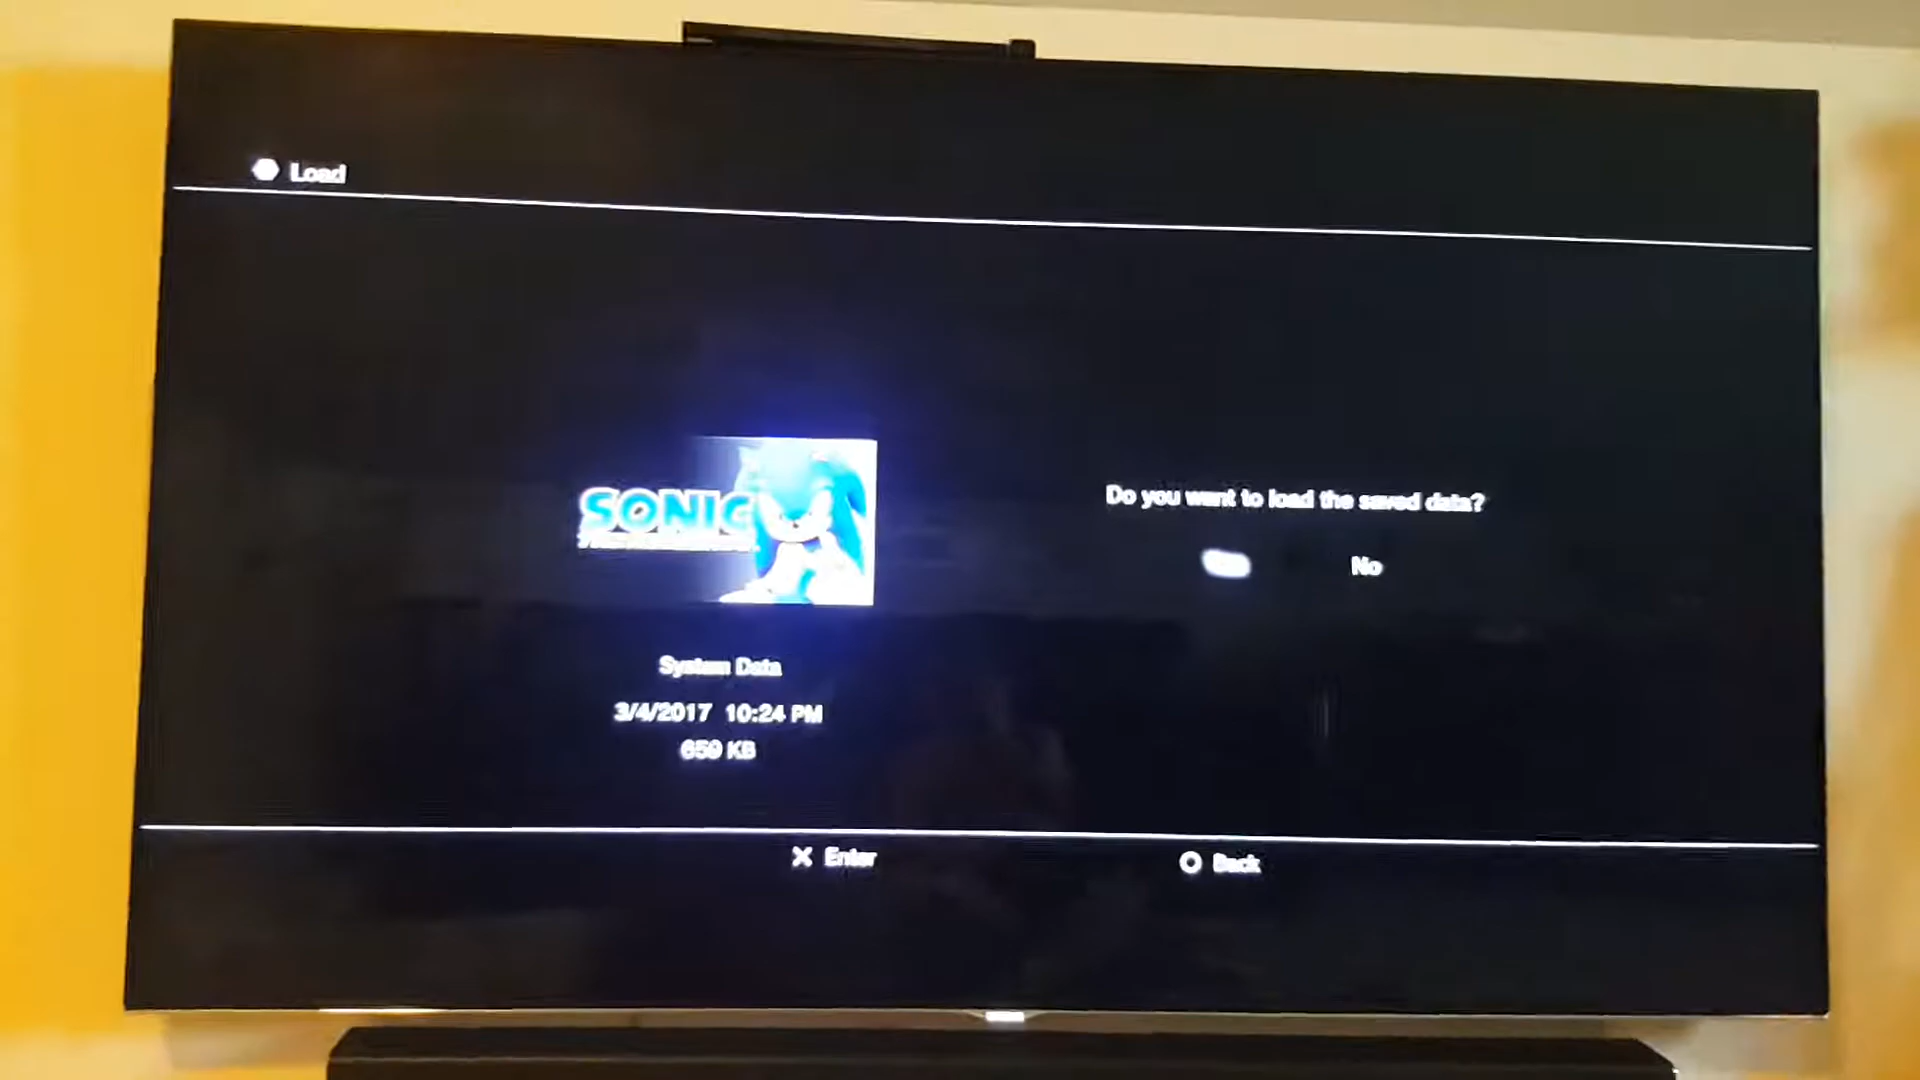 Load
SONIC
Do you want to load the saved data?
Yes No
System Data
3/4/2017 10:24 PM
659 KB
Enter
Back